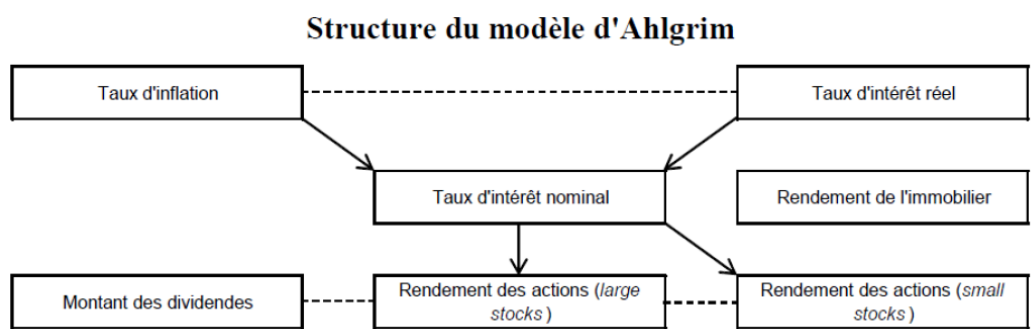 Structure du modèle d'Ahlgrim
Taux d'inflation
Taux d'intérêt réel
Taux d'intérêt nominal
Rendement de l'immobilier
Montant des dividendes
Rendement des actions (large
stocks )
Rendement des actions (small
stocks )